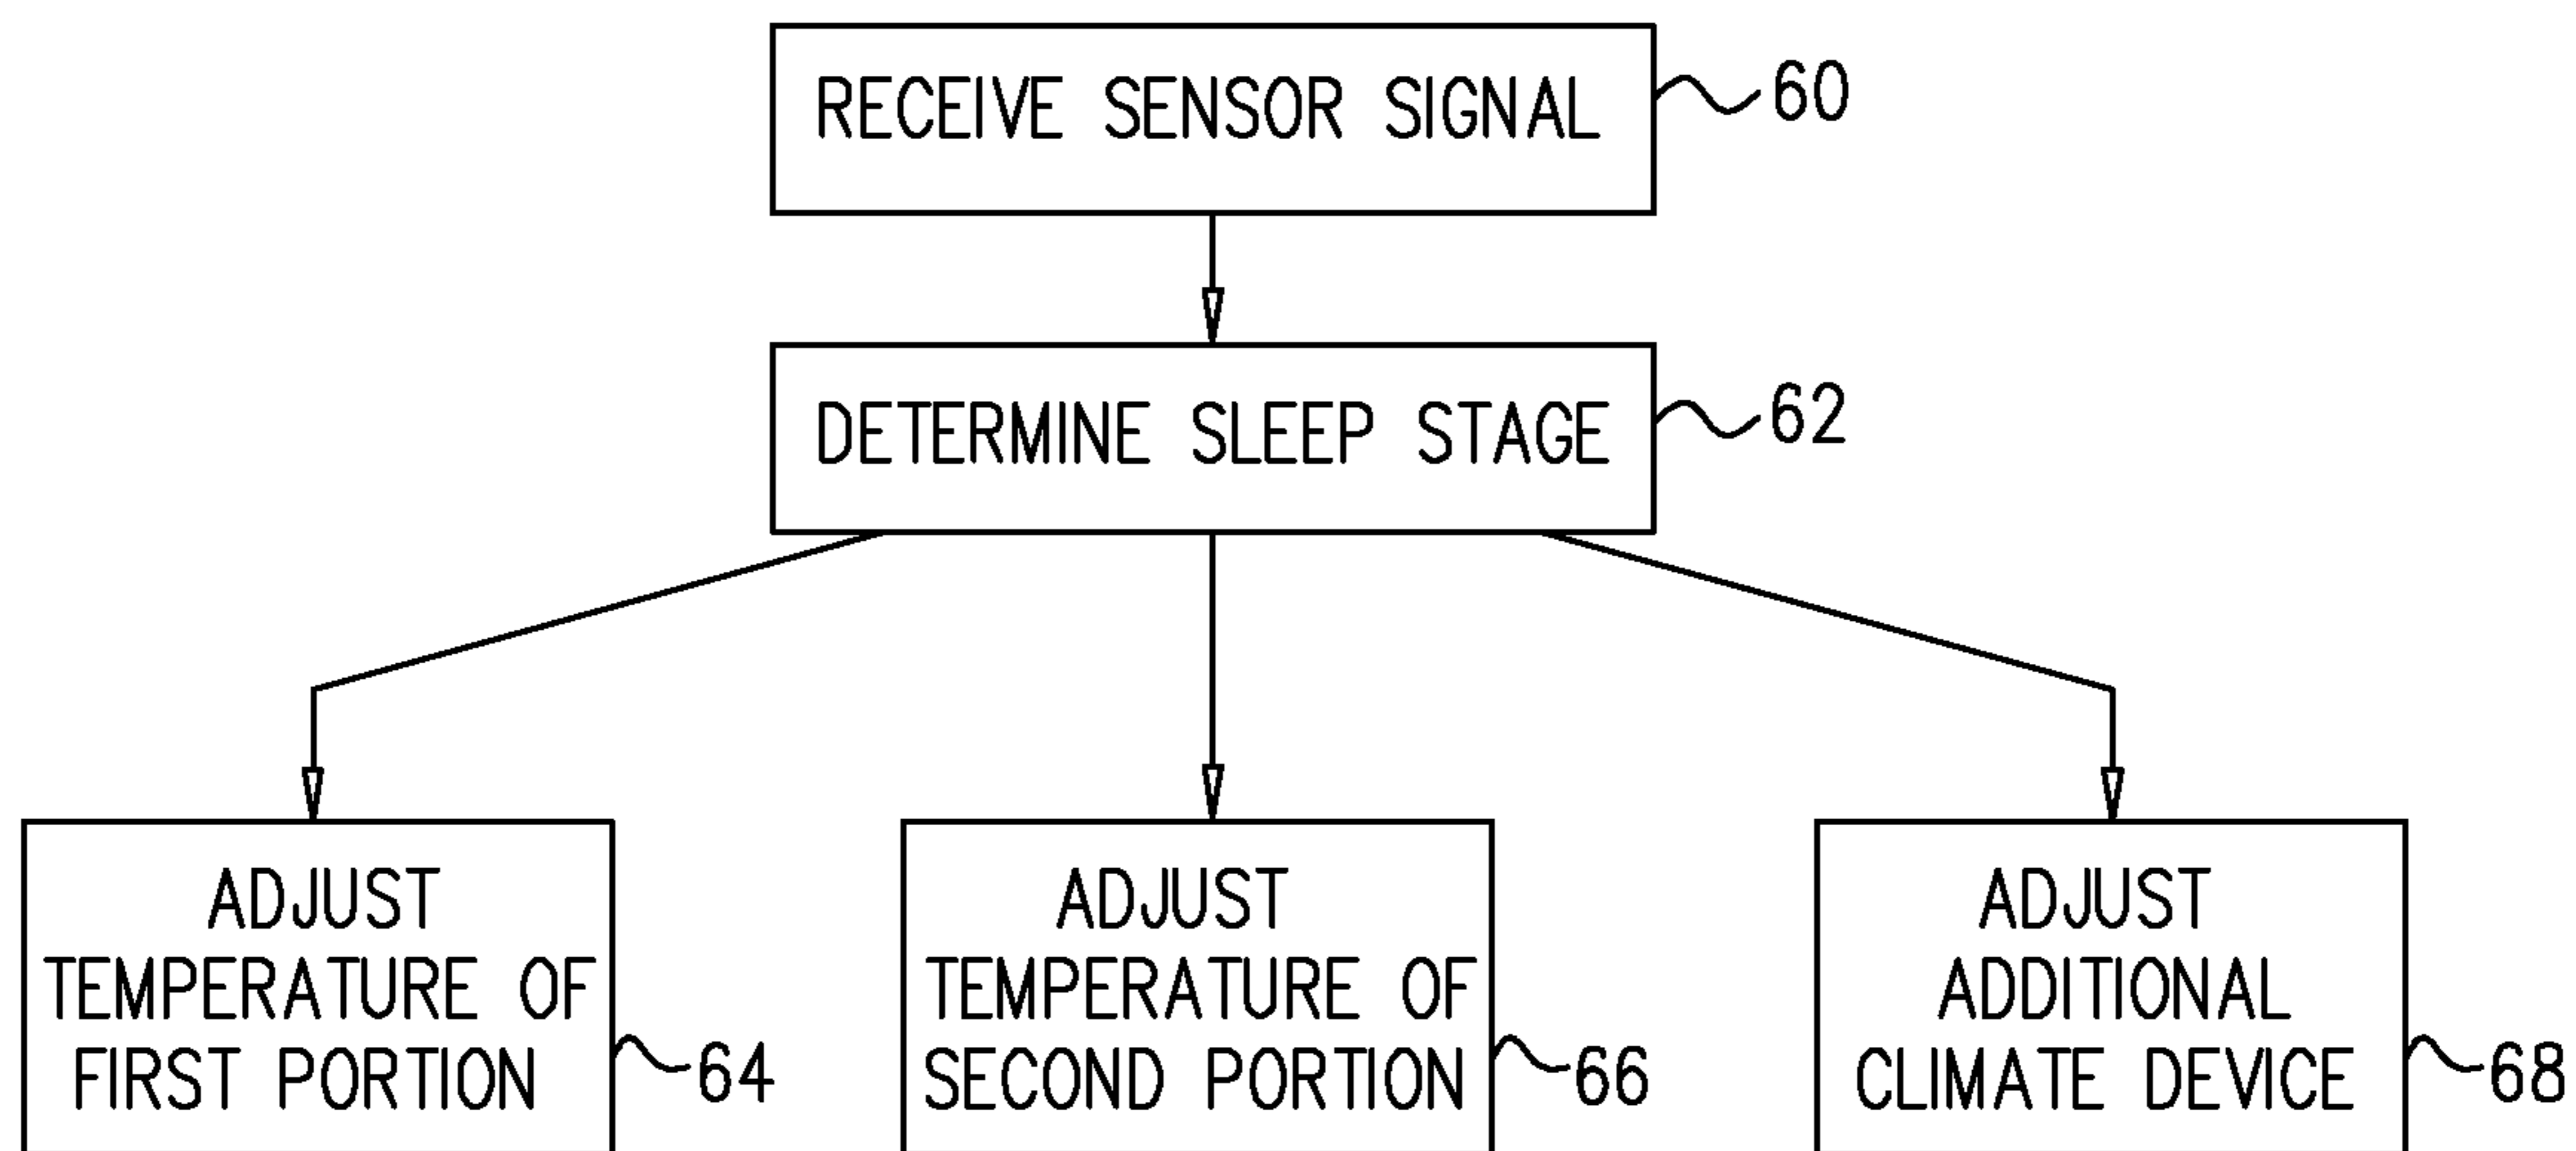 RECEIVE SENSOR SIGNAL
60
DETERMINE SLEEP STAGE
62
ADJUST
TEMPERATURE OF
FIRST PORTION
64
ADJUST
TEMPERATURE OF
SECOND PORTION
66
ADJUST
ADDITIONAL
CLIMATE DEVICE
68